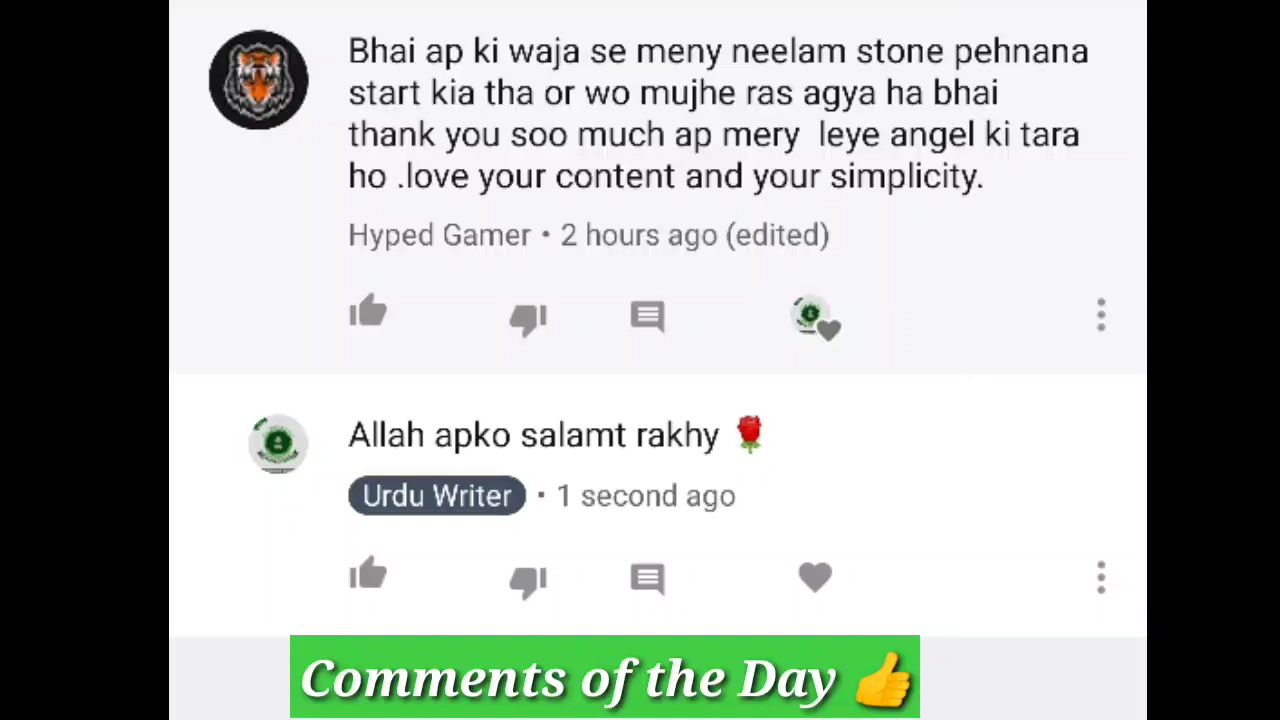 Bhai ap ki waja se meny neelam stone pehnana
start kia tha or wo mujhe ras agya ha bhai
thank you soo much ap mery leye angel ki tara
ho .love your content and your simplicity.
Hyped Gamer • 2 hours ago (edited)
Allah apko salamt rakhy 🌹
Urdu Writer • 1 second ago
Comments of the Day 👍